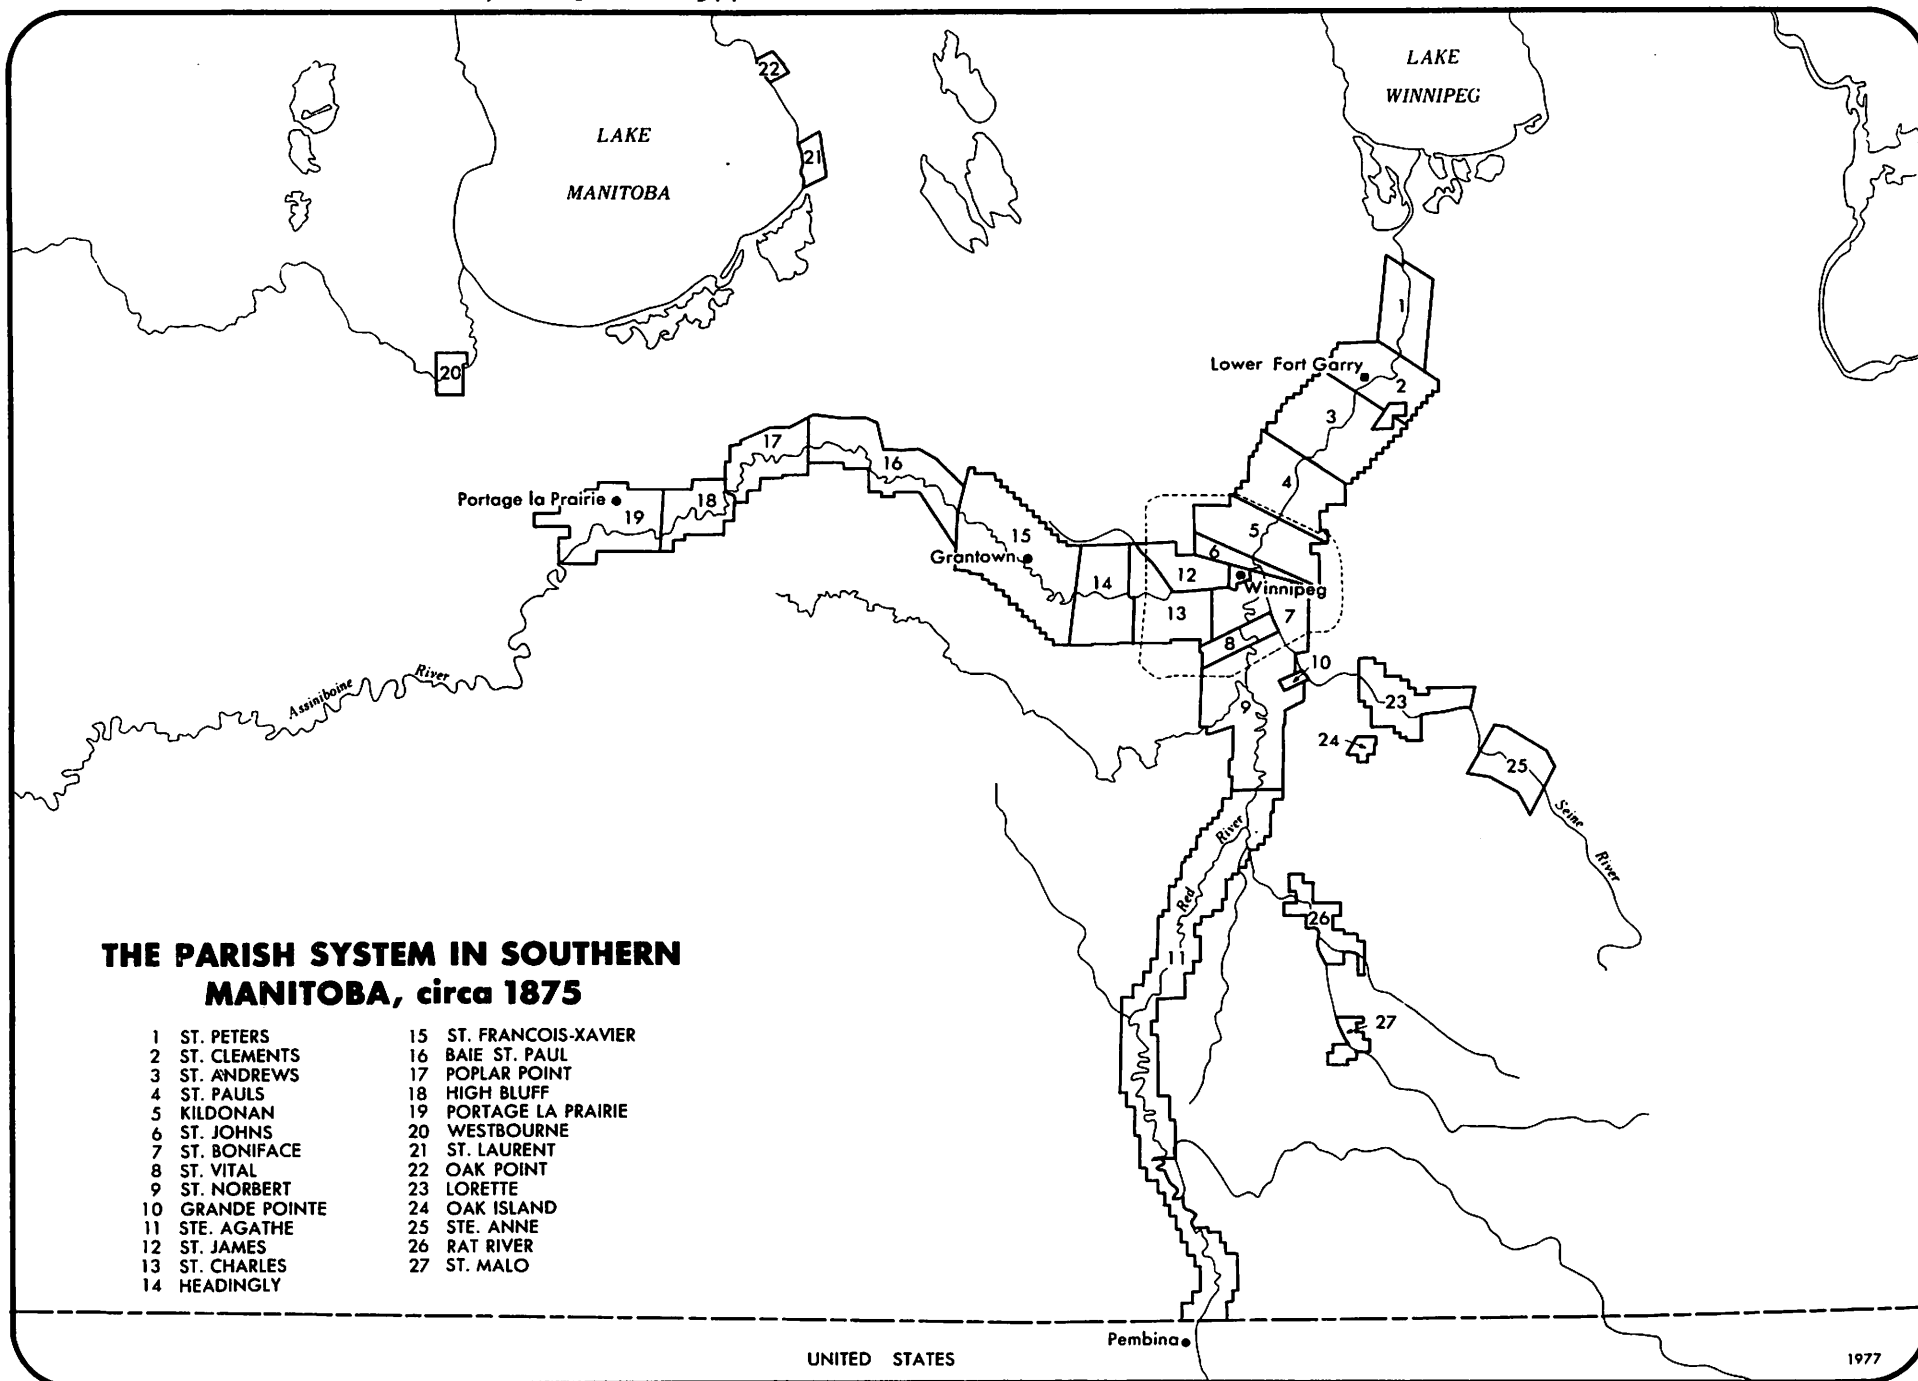 LAKE
MANITOBA
LAKE
WINNIPEG
22
21
20
1
Lower Fort Garry
2
3
4
17
16
Portage la Prairie
18
19
15
Grantown
5
6
12
14
Winnipeg
13
7
8
10
9
23
24
25
Assiniboine River
Seine River
Red River
26
11
27
THE PARISH SYSTEM IN SOUTHERN
MANITOBA, circa 1875
1 ST. PETERS
2 ST. CLEMENTS
3 ST. ANDREWS
4 ST. PAULS
5 KILDONAN
6 ST. JOHNS
7 ST. BONIFACE
8 ST. VITAL
9 ST. NORBERT
10 GRANDE POINTE
11 STE. AGATHE
12 ST. JAMES
13 ST. CHARLES
14 HEADINGLY
15 ST. FRANCOIS-XAVIER
16 BAIE ST. PAUL
17 POPLAR POINT
18 HIGH BLUFF
19 PORTAGE LA PRAIRIE
20 WESTBOURNE
21 ST. LAURENT
22 OAK POINT
23 LORETTE
24 OAK ISLAND
25 STE. ANNE
26 RAT RIVER
27 ST. MALO
Pembina
UNITED STATES
1977